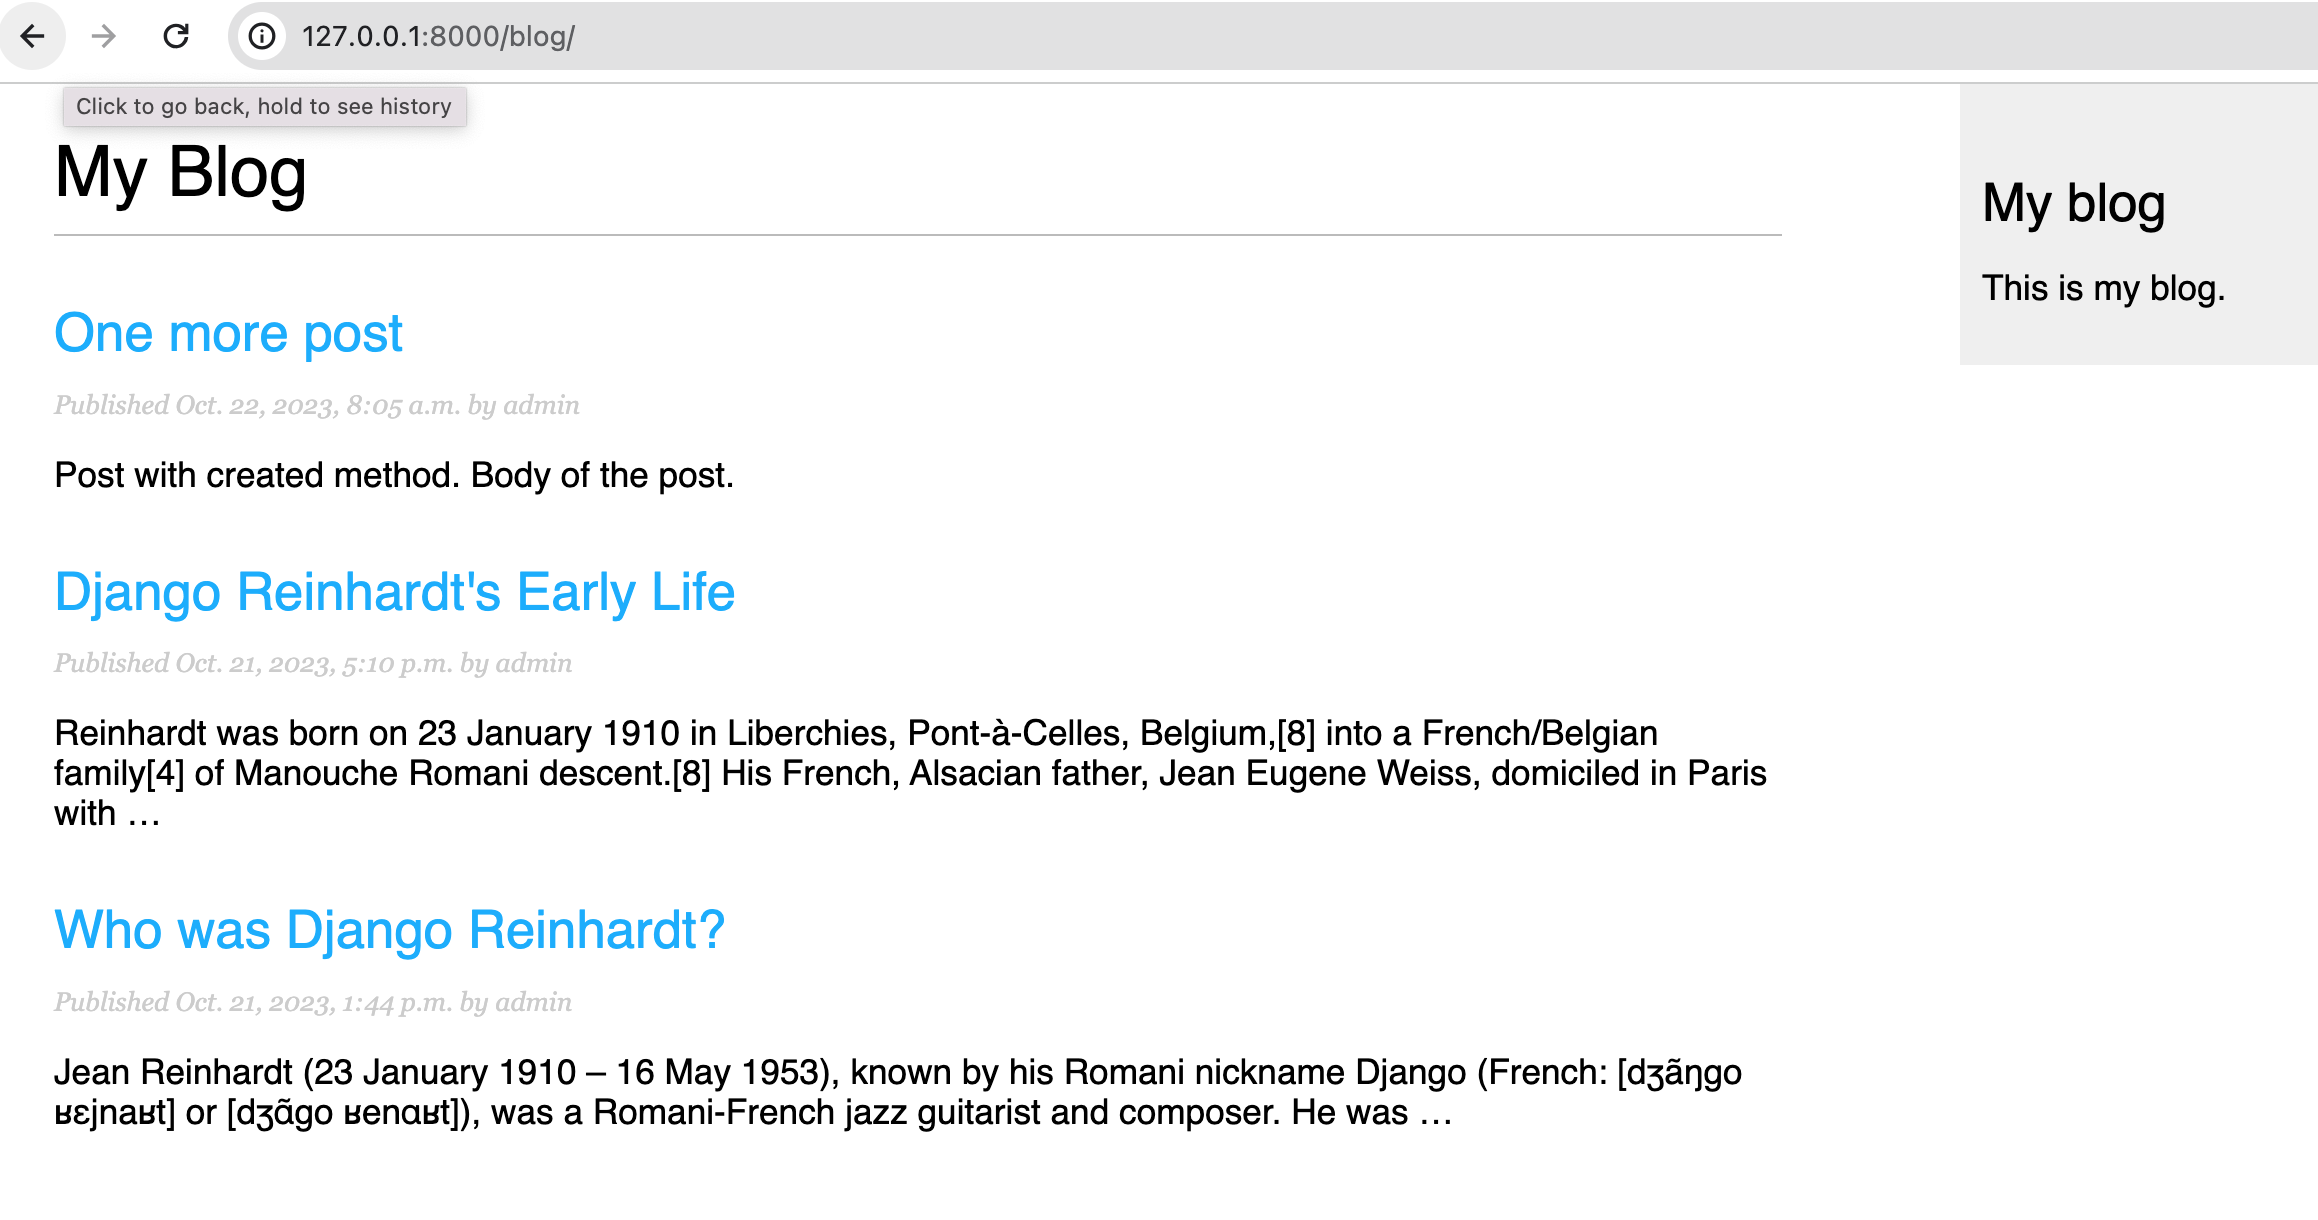 127.0.0.1:8000/blog/
Click to go back, hold to see history
My Blog
One more post
Published Oct. 22, 2023, 8:05 a.m. by admin
Post with created method. Body of the post.
Django Reinhardt's Early Life
Published Oct. 21, 2023, 5:10 p.m. by admin
Reinhardt was born on 23 January 1910 in Liberchies, Pont-à-Celles, Belgium,[8] into a French/Belgian
family[4] of Manouche Romani descent.[8] His French, Alsacian father, Jean Eugene Weiss, domiciled in Paris
with …
Who was Django Reinhardt?
Published Oct. 21, 2023, 1:44 p.m. by admin
Jean Reinhardt (23 January 1910 – 16 May 1953), known by his Romani nickname Django (French: [dʒãŋgo
ʁɛjnaʁt] or [dʒɑ̃go ʁenɑʁt]), was a Romani-French jazz guitarist and composer. He was …
My blog
This is my blog.